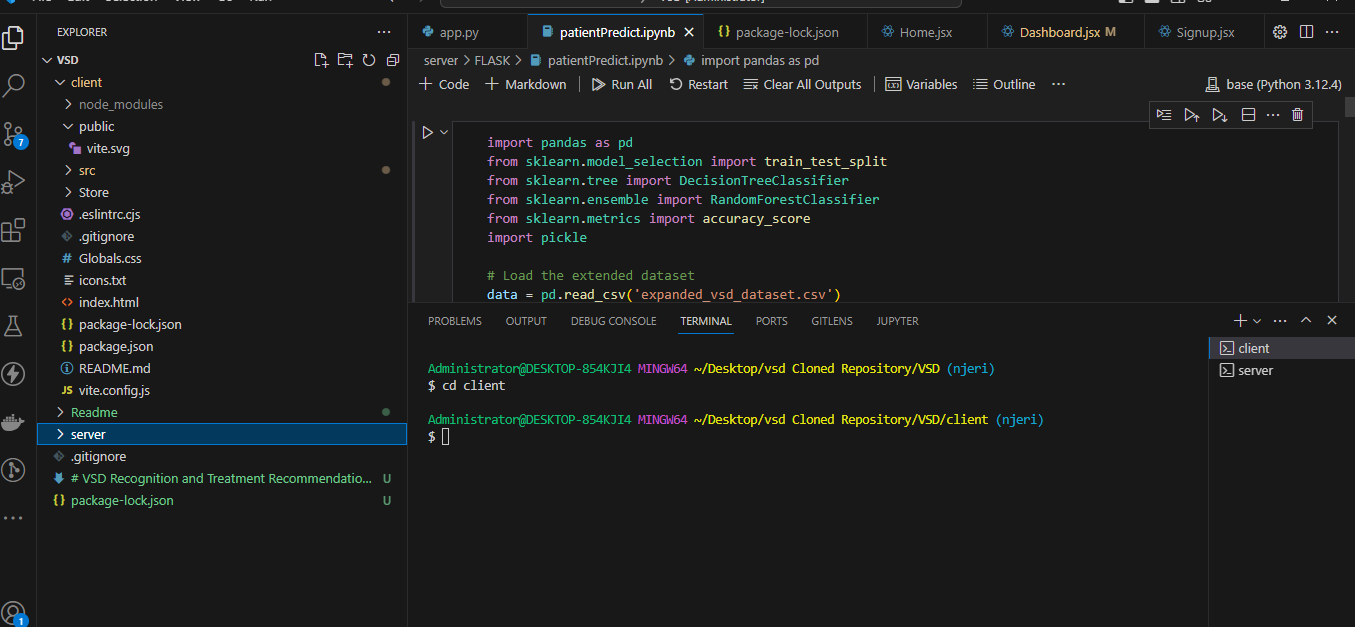 VSD [Administrator]
EXPLORER
VSD
client
node_modules
public
vite.svg
src
Store
.eslintrc.cjs
.gitignore
Globals.css
icons.txt
index.html
package-lock.json
package.json
README.md
JS vite.config.js
Readme
server
.gitignore
# VSD Recognition and Treatment Recommendatio... U
package-lock.json U
7
1
app.py
patientPredict.ipynb
package-lock.json
Home.jsx
Dashboard.jsx M
Signup.jsx
server > FLASK > patientPredict.ipynb > import pandas as pd
+ Code + Markdown | Run All Restart Clear All Outputs | Variables Outline ...
base (Python 3.12.4)
import pandas as pd
from sklearn.model_selection import train_test_split
from sklearn.tree import DecisionTreeClassifier
from sklearn.ensemble import RandomForestClassifier
from sklearn.metrics import accuracy_score
import pickle
# Load the extended dataset
data = pd.read_csv('expanded_vsd_dataset.csv')
PROBLEMS OUTPUT DEBUG CONSOLE TERMINAL PORTS GITLENS JUPYTER
Administrator@DESKTOP-854KJI4 MINGW64 ~/Desktop/vsd Cloned Repository/VSD (njeri)
$ cd client
Administrator@DESKTOP-854KJI4 MINGW64 ~/Desktop/vsd Cloned Repository/VSD/client (njeri)
$
client
server